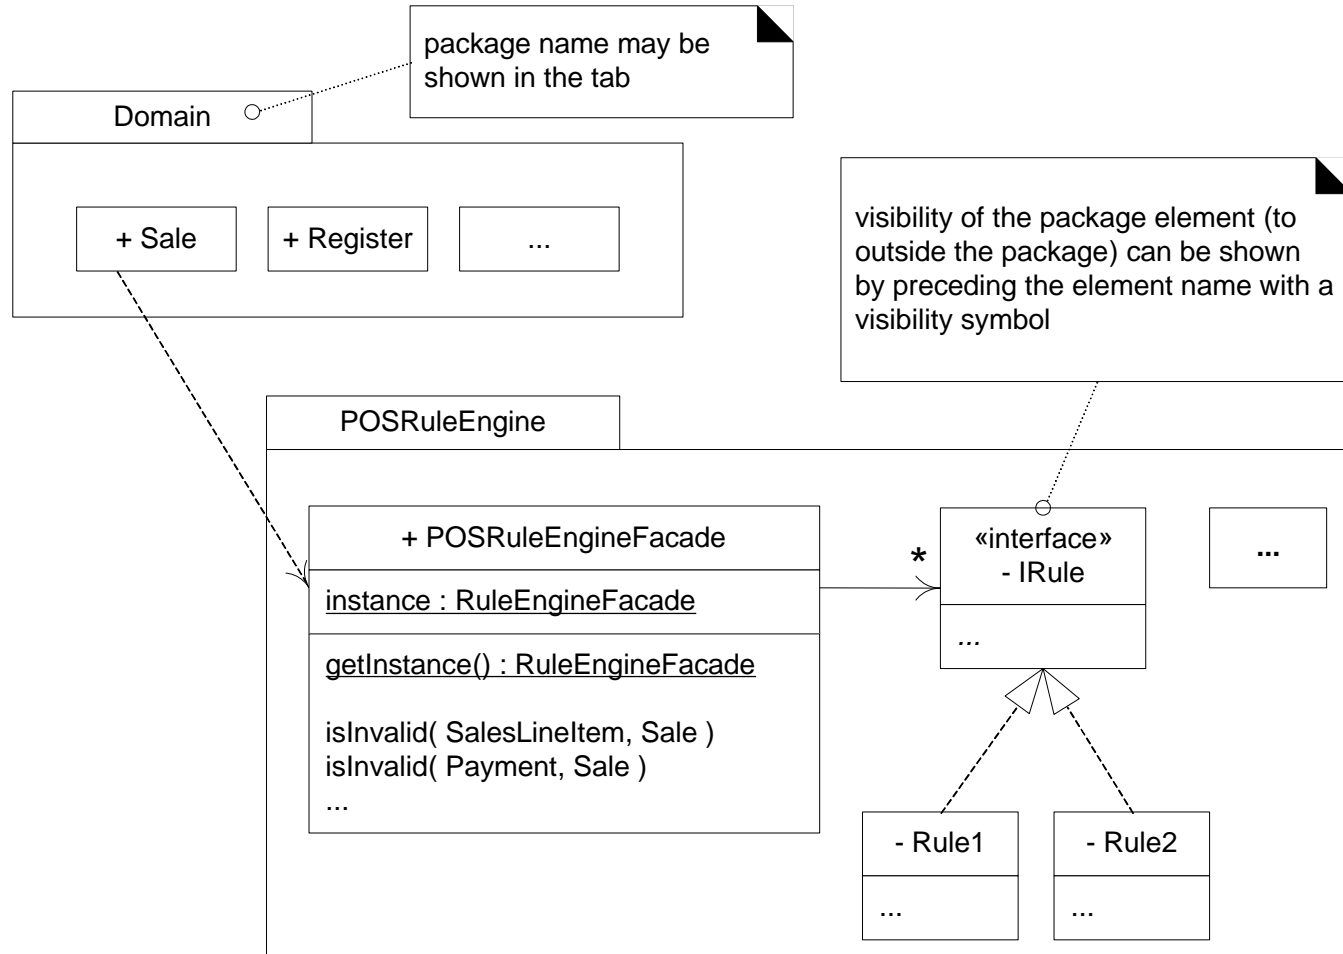 package name may be
shown in the tab
Domain
+ Sale
+ Register
...
visibility of the package element (to
outside the package) can be shown
by preceding the element name with a
visibility symbol
POSRuleEngine
+ POSRuleEngineFacade
instance : RuleEngineFacade
getInstance() : RuleEngineFacade
isInvalid( SalesLineItem, Sale )
isInvalid( Payment, Sale )
...
*
«interface»
- IRule
...
...
- Rule1
...
- Rule2
...